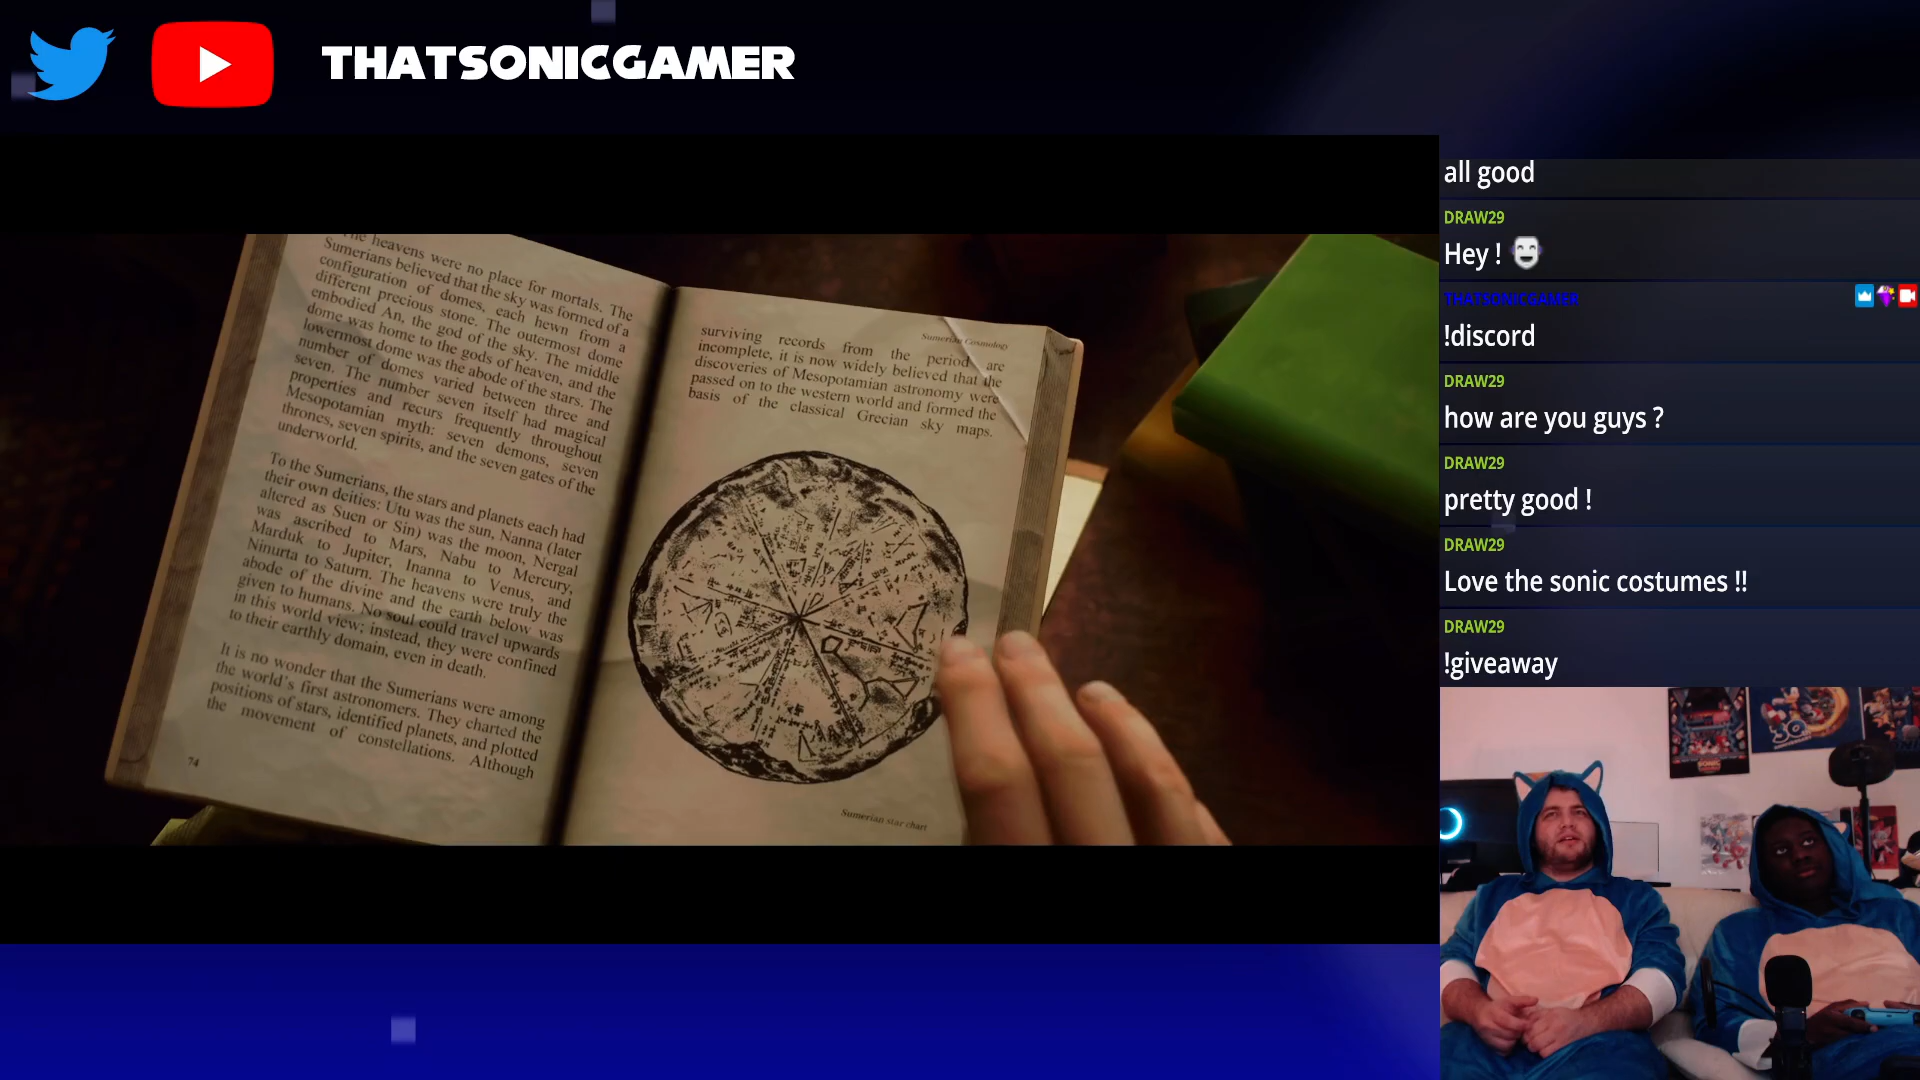 THATSONICGAMER
The heavens were no place for mortals. The
Sumerians believed that the sky was formed of a
configuration of domes, each hewn from a
different precious stone. The outermost dome
embodied An, the god of the sky. The middle
dome was home to the gods of heaven, and the
lowermost dome was the abode of the stars. The
number of domes varied between three and
seven. The number seven itself had magical
properties and recurs frequently throughout
Mesopotamian myth: seven demons, seven
thrones, seven spirits, and the seven gates of the
underworld.
To the Sumerians, the stars and planets each had
their own deities: Utu was the sun, Nanna (later
altered as Suen or Sin) was the moon, Nergal
was ascribed to Mars, Nabu to Mercury,
Marduk to Jupiter, Inanna to Venus, and
Ninurta to Saturn. The heavens were truly the
abode of the divine and the earth below was
given to humans. No soul could travel upwards
in this world view; instead, they were confined
to their earthly domain, even in death.
It is no wonder that the Sumerians were among
the world's first astronomers. They charted the
positions of stars, identified planets, and plotted
the movement of constellations. Although
74
Sumerian Cosmology
surviving records from the period are
incomplete, it is now widely believed that the
discoveries of Mesopotamian astronomy were
passed on to the western world and formed the
basis of the classical Grecian sky maps.
Sumerian star chart
all good
DRAW29
Hey !
THATSONICGAMER
!discord
DRAW29
how are you guys ?
DRAW29
pretty good !
DRAW29
Love the sonic costumes !!
DRAW29
!giveaway
30